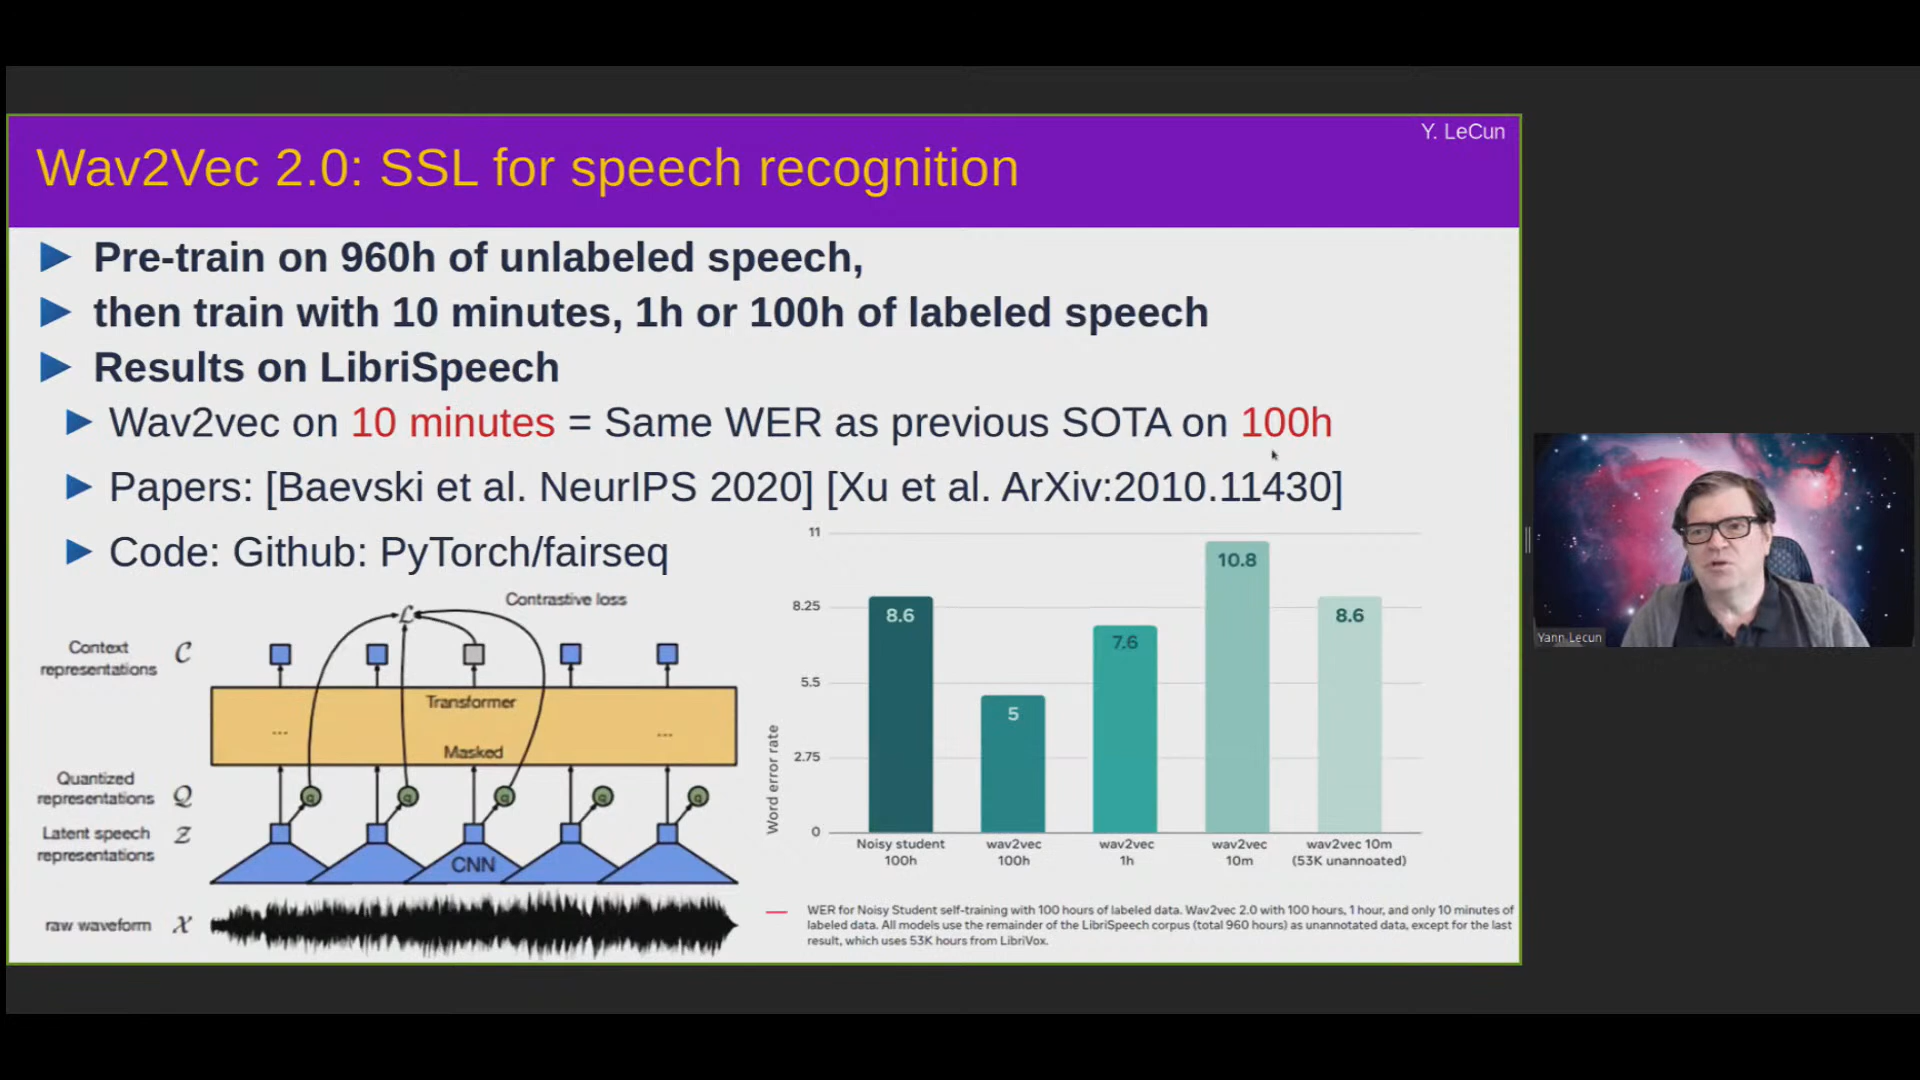 Y. LeCun
Wav2Vec 2.0: SSL for speech recognition
Pre-train on 960h of unlabeled speech,
then train with 10 minutes, 1h or 100h of labeled speech
Results on LibriSpeech
Wav2vec on 10 minutes = Same WER as previous SOTA on 100h
Papers: [Baevski et al. NeurIPS 2020] [Xu et al. ArXiv:2010.11430]
Code: Github: PyTorch/fairseq
Contrastive loss
L
Context
representations C
Transformer
... ...
Masked
Quantized
representations Q
q q q q q
Latent speech
representations Z
CNN
raw waveform X
Word error rate
11
8.25
5.5
2.75
0
8.6
5
7.6
10.8
8.6
Noisy student
100h
wav2vec
100h
wav2vec
1h
wav2vec
10m
wav2vec 10m
(53K unannoated)
WER for Noisy Student self-training with 100 hours of labeled data. Wav2vec 2.0 with 100 hours, 1 hour, and only 10 minutes of
labeled data. All models use the remainder of the LibriSpeech corpus (total 960 hours) as unannotated data, except for the last
result, which uses 53K hours from LibriVox.
Yann Lecun